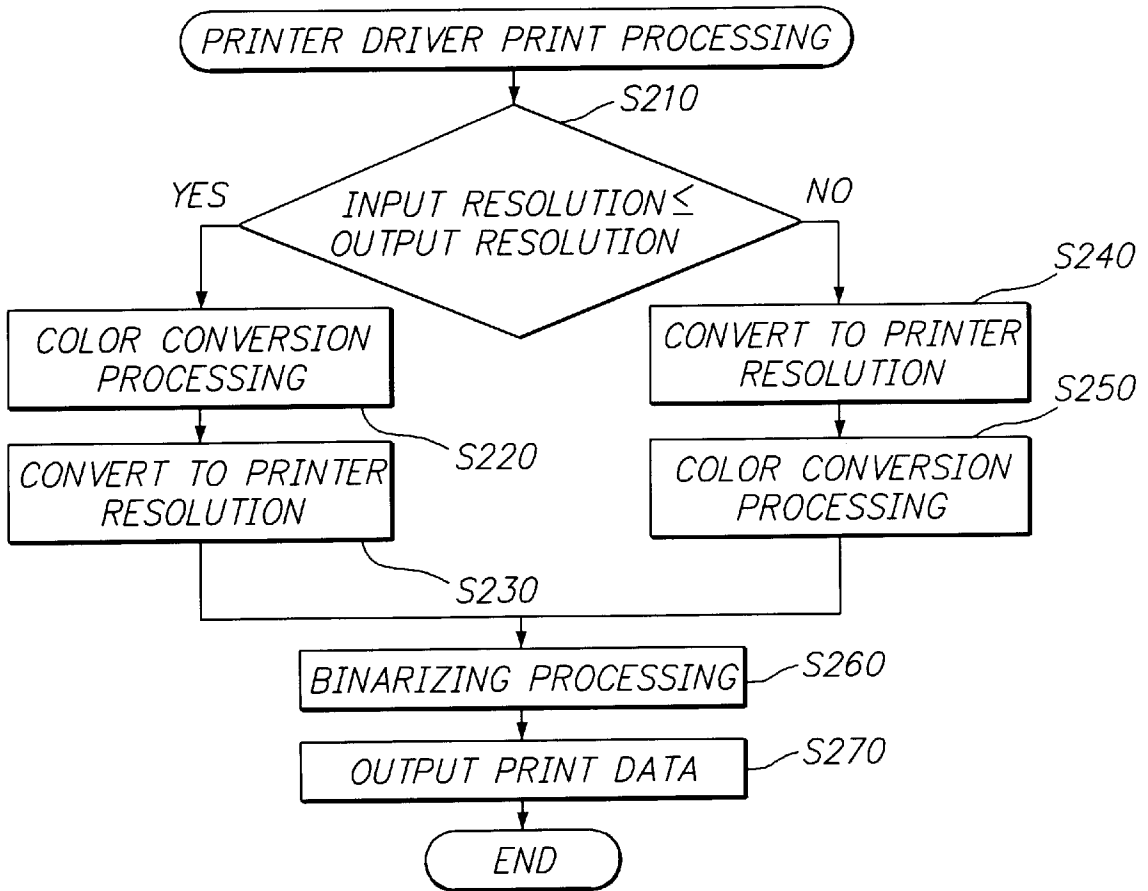 PRINTER DRIVER PRINT PROCESSING
S210
YES
INPUT RESOLUTION ≤
OUTPUT RESOLUTION
NO
COLOR CONVERSION
PROCESSING
S220
CONVERT TO PRINTER
RESOLUTION
S230
S240
CONVERT TO PRINTER
RESOLUTION
S250
COLOR CONVERSION
PROCESSING
BINARIZING PROCESSING
S260
OUTPUT PRINT DATA
S270
END